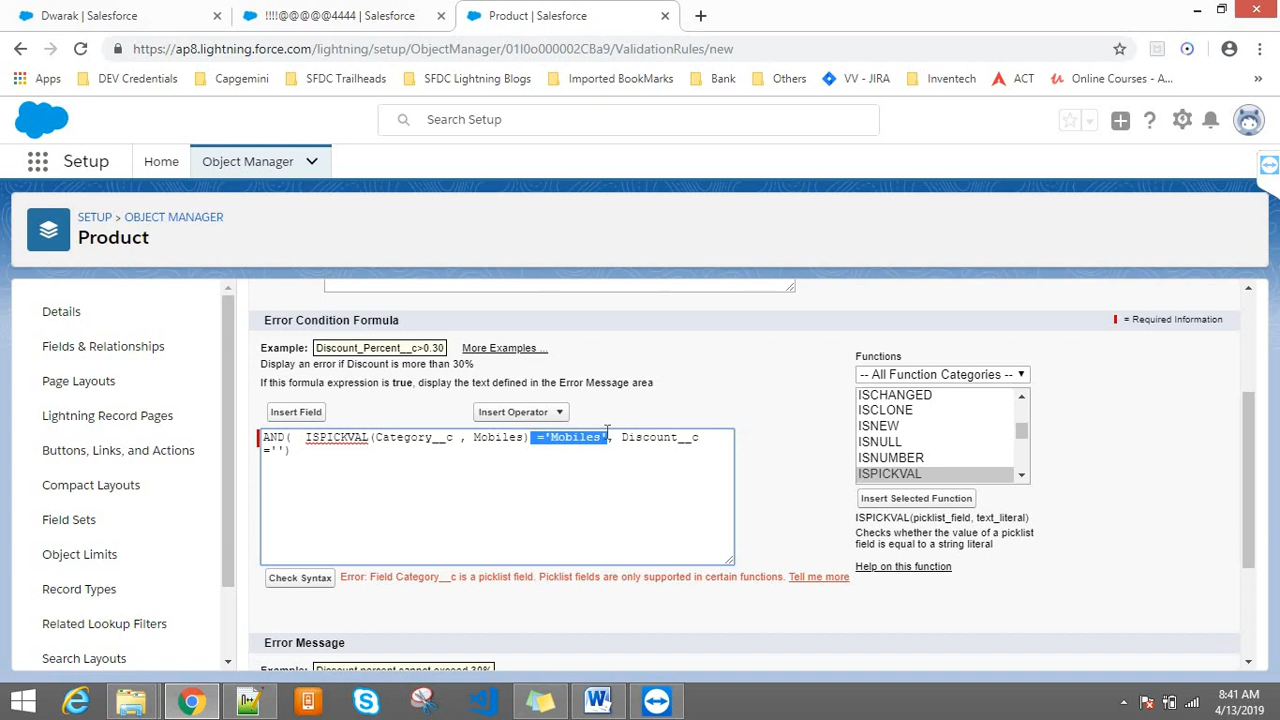 Dwarak | Salesforce
!!!!@@@@@4444 | Salesforce
Product | Salesforce
https://ap8.lightning.force.com/lightning/setup/ObjectManager/01I0o000002CBa9/ValidationRules/new
Apps
DEV Credentials
Capgemini
SFDC Trailheads
SFDC Lightning Blogs
Imported BookMarks
Bank
Others
VV - JIRA
Inventech
ACT
Online Courses - A...
Search Setup
Setup
Home
Object Manager
SETUP > OBJECT MANAGER
Product
Details
Fields & Relationships
Page Layouts
Lightning Record Pages
Buttons, Links, and Actions
Compact Layouts
Field Sets
Object Limits
Record Types
Related Lookup Filters
Search Layouts
Error Condition Formula
= Required Information
Example: Discount_Percent__c>0.30 More Examples ...
Display an error if Discount is more than 30%
If this formula expression is true, display the text defined in the Error Message area
Insert Field
Insert Operator
AND( ISPICKVAL(Category__c , Mobiles) ='Mobiles', Discount__c
='')
Functions
-- All Function Categories --
ISCHANGED
ISCLONE
ISNEW
ISNULL
ISNUMBER
ISPICKVAL
Insert Selected Function
ISPICKVAL(picklist_field, text_literal)
Checks whether the value of a picklist
field is equal to a string literal
Help on this function
Check Syntax
Error: Field Category__c is a picklist field. Picklist fields are only supported in certain functions. Tell me more
Error Message
Example: Discount percent cannot exceed 30%
8:41 AM
4/13/2019